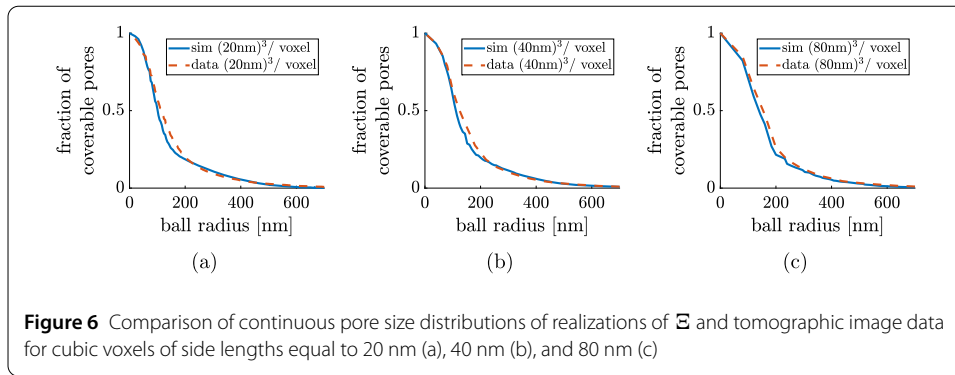 1
0.5
0
fraction of
coverable pores
sim (20nm)³/ voxel
data (20nm)³/ voxel
0 200 400 600
ball radius [nm]
(a)
1
0.5
0
fraction of
coverable pores
sim (40nm)³/ voxel
data (40nm)³/ voxel
0 200 400 600
ball radius [nm]
(b)
1
0.5
0
fraction of
coverable pores
sim (80nm)³/ voxel
data (80nm)³/ voxel
0 200 400 600
ball radius [nm]
(c)
Figure 6 Comparison of continuous pore size distributions of realizations of Ξ and tomographic image data
for cubic voxels of side lengths equal to 20 nm (a), 40 nm (b), and 80 nm (c)